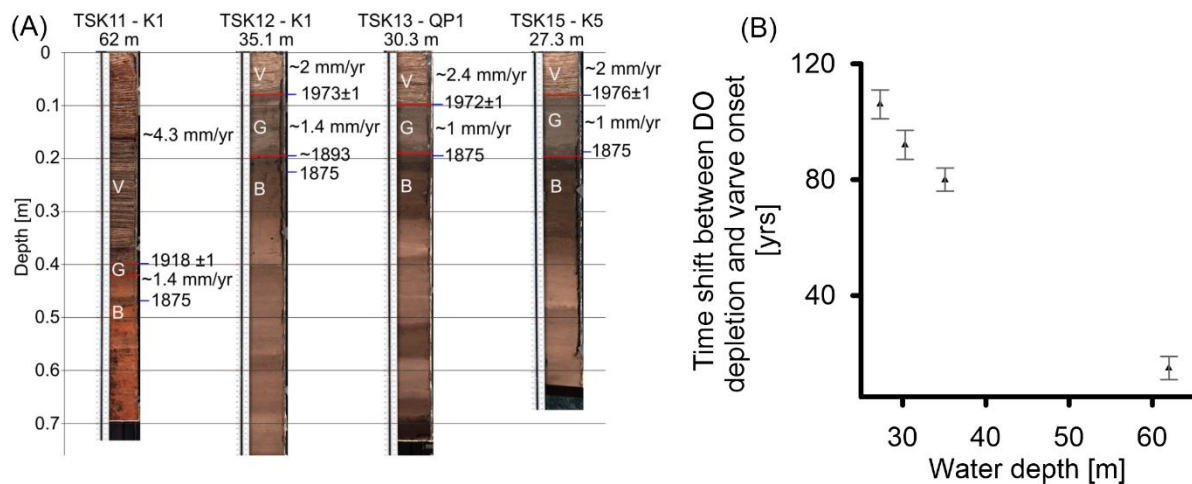 (A)
TSK11 - K1
62 m
TSK12 - K1
35.1 m
TSK13 - QP1
30.3 m
TSK15 - K5
27.3 m
Depth [m]
0
0.1
0.2
0.3
0.4
0.5
0.6
0.7
V
G
B
~4.3 mm/yr
1918 ±1
~1.4 mm/yr
1875
V
G
B
~2 mm/yr
1973±1
~1.4 mm/yr
~1893
1875
V
G
B
~2.4 mm/yr
1972±1
~1 mm/yr
1875
V
G
B
~2 mm/yr
1976±1
~1 mm/yr
1875
(B)
Time shift between DO
depletion and varve onset
[yrs]
120
80
40
30 40 50 60
Water depth [m]